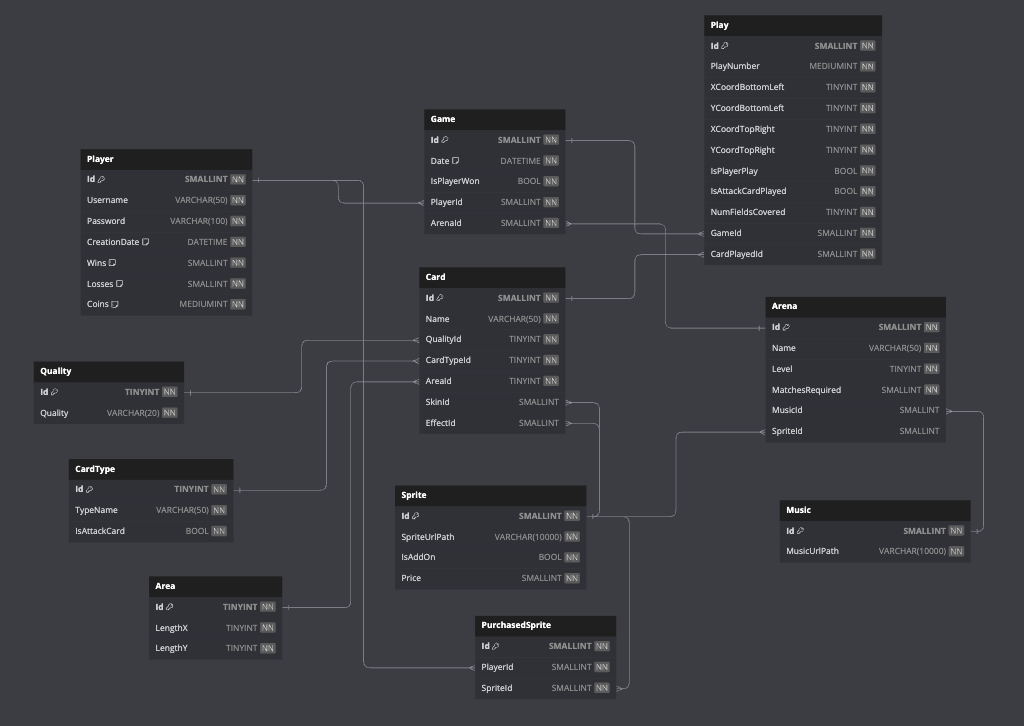 Play
Id SMALLINT NN
PlayNumber MEDIUMINT NN
XCoordBottomLeft TINYINT NN
YCoordBottomLeft TINYINT NN
XCoordTopRight TINYINT NN
YCoordTopRight TINYINT NN
IsPlayerPlay BOOL NN
IsAttackCardPlayed BOOL NN
NumFieldsCovered TINYINT NN
GameId SMALLINT NN
CardPlayedId SMALLINT NN
Game
Id SMALLINT NN
Date DATETIME NN
IsPlayerWon BOOL NN
PlayerId SMALLINT NN
ArenaId SMALLINT NN
Player
Id SMALLINT NN
Username VARCHAR(50) NN
Password VARCHAR(100) NN
CreationDate DATETIME NN
Wins SMALLINT NN
Losses SMALLINT NN
Coins MEDIUMINT NN
Card
Id SMALLINT NN
Name VARCHAR(50) NN
QualityId TINYINT NN
CardTypeId TINYINT NN
AreaId TINYINT NN
SkinId SMALLINT
EffectId SMALLINT
Arena
Id SMALLINT NN
Name VARCHAR(50) NN
Level TINYINT NN
MatchesRequired SMALLINT NN
MusicId SMALLINT
SpriteId SMALLINT
Quality
Id TINYINT NN
Quality VARCHAR(20) NN
CardType
Id TINYINT NN
TypeName VARCHAR(50) NN
IsAttackCard BOOL NN
Sprite
Id SMALLINT NN
SpriteUrlPath VARCHAR(10000) NN
IsAddOn BOOL NN
Price SMALLINT NN
Music
Id SMALLINT NN
MusicUrlPath VARCHAR(10000) NN
Area
Id TINYINT NN
LengthX TINYINT NN
LengthY TINYINT NN
PurchasedSprite
Id SMALLINT NN
PlayerId SMALLINT NN
SpriteId SMALLINT NN